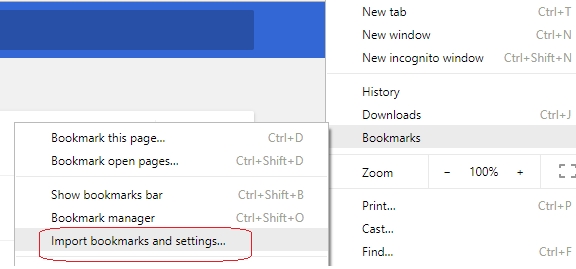 New tab Ctrl+T
New window Ctrl+N
New incognito window Ctrl+Shift+N
History
Downloads Ctrl+J
Bookmarks
Zoom − 100% +
Print... Ctrl+P
Cast...
Find... Ctrl+F
Bookmark this page... Ctrl+D
Bookmark open pages... Ctrl+Shift+D
Show bookmarks bar Ctrl+Shift+B
Bookmark manager Ctrl+Shift+O
Import bookmarks and settings...